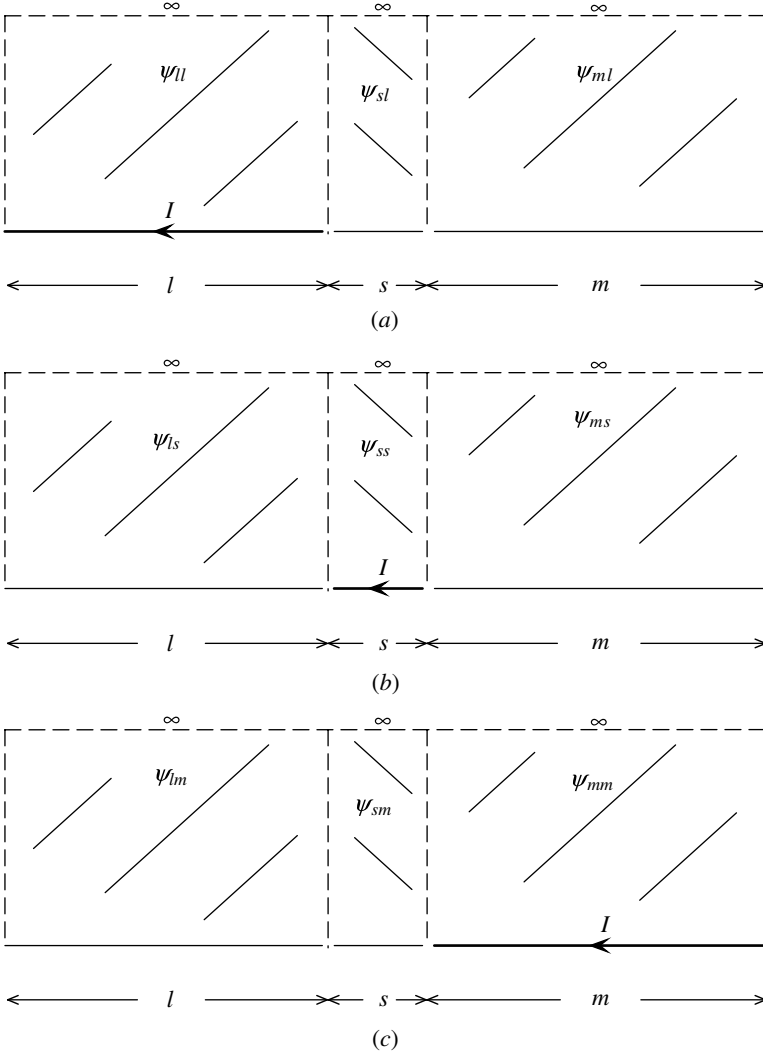 ∞ ∞ ∞
ψll ψsl ψml
I
l s m
(a)
∞ ∞ ∞
ψls ψss ψms
I
l s m
(b)
∞ ∞ ∞
ψlm ψsm ψmm
I
l s m
(c)